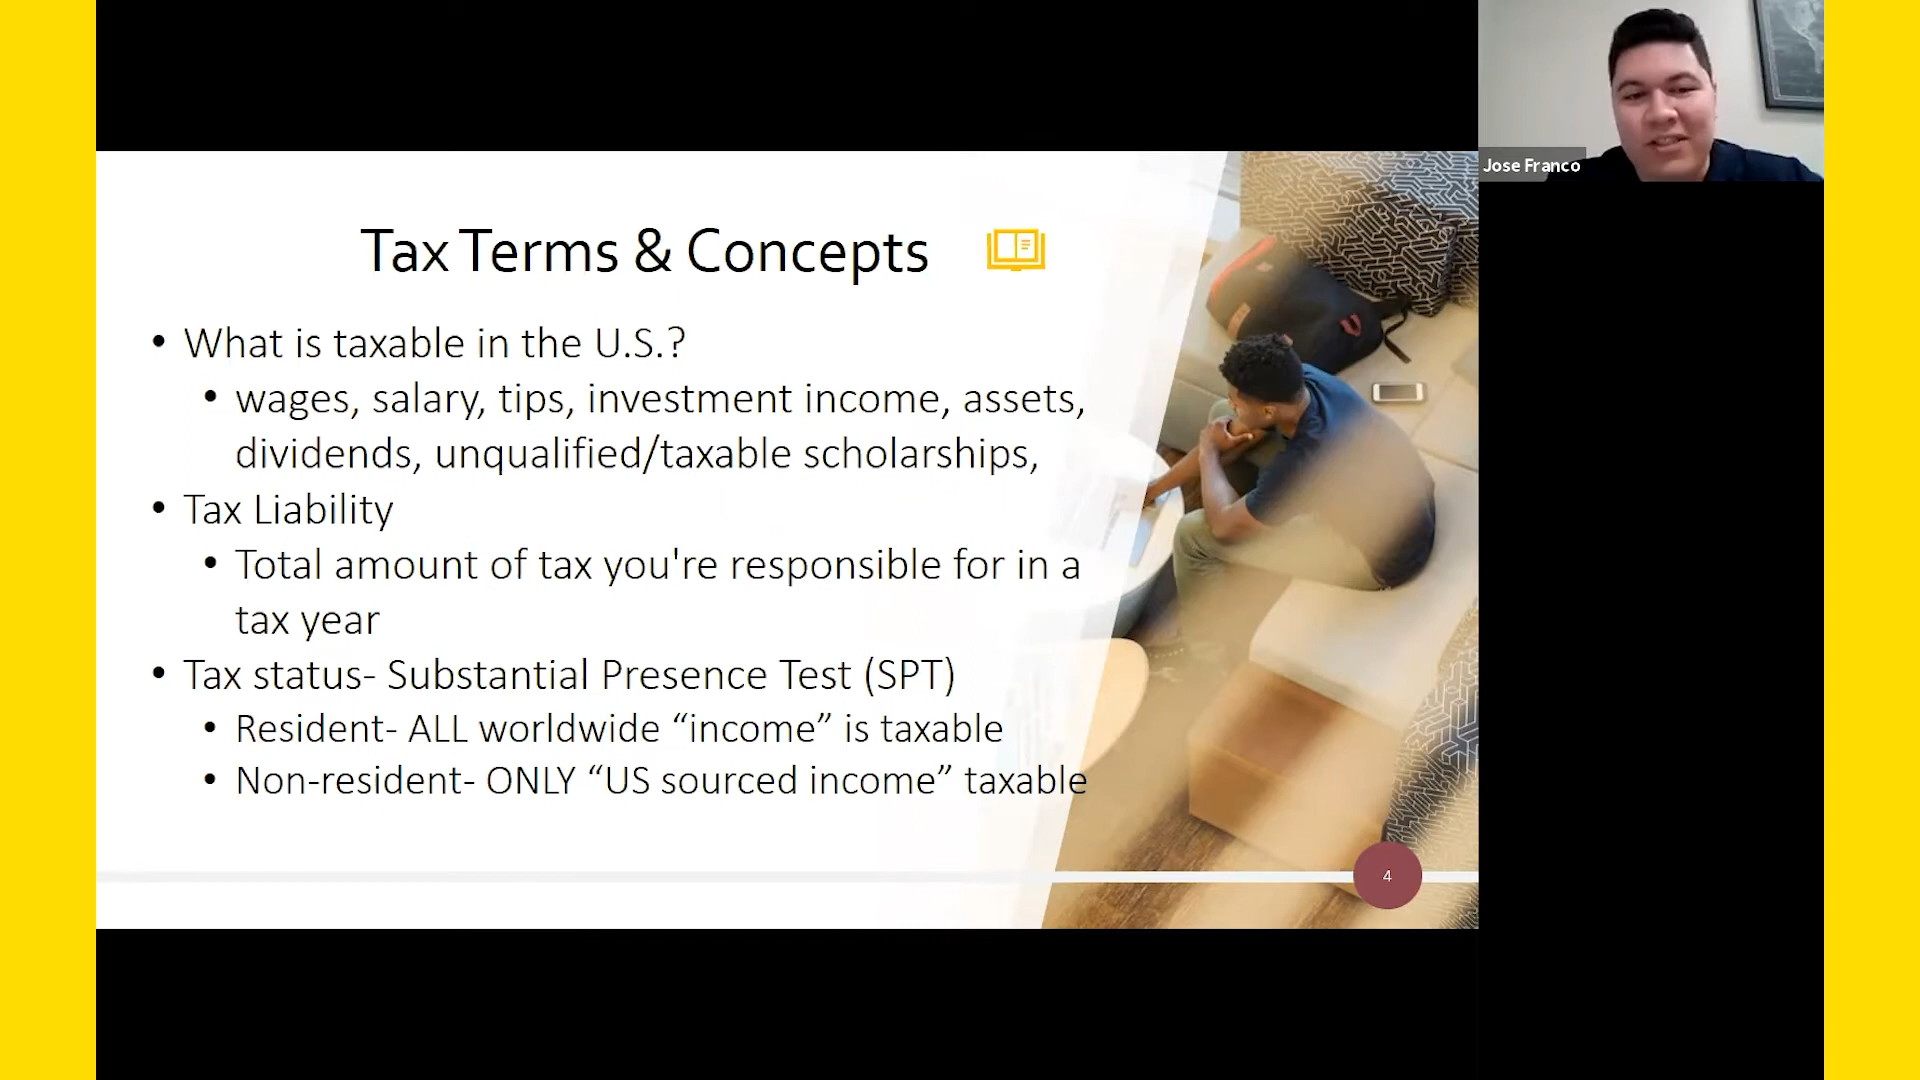 Jose Franco
Tax Terms & Concepts
• What is taxable in the U.S.?
• wages, salary, tips, investment income, assets,
dividends, unqualified/taxable scholarships,
• Tax Liability
• Total amount of tax you're responsible for in a
tax year
• Tax status- Substantial Presence Test (SPT)
• Resident- ALL worldwide “income” is taxable
• Non-resident- ONLY “US sourced income” taxable
4